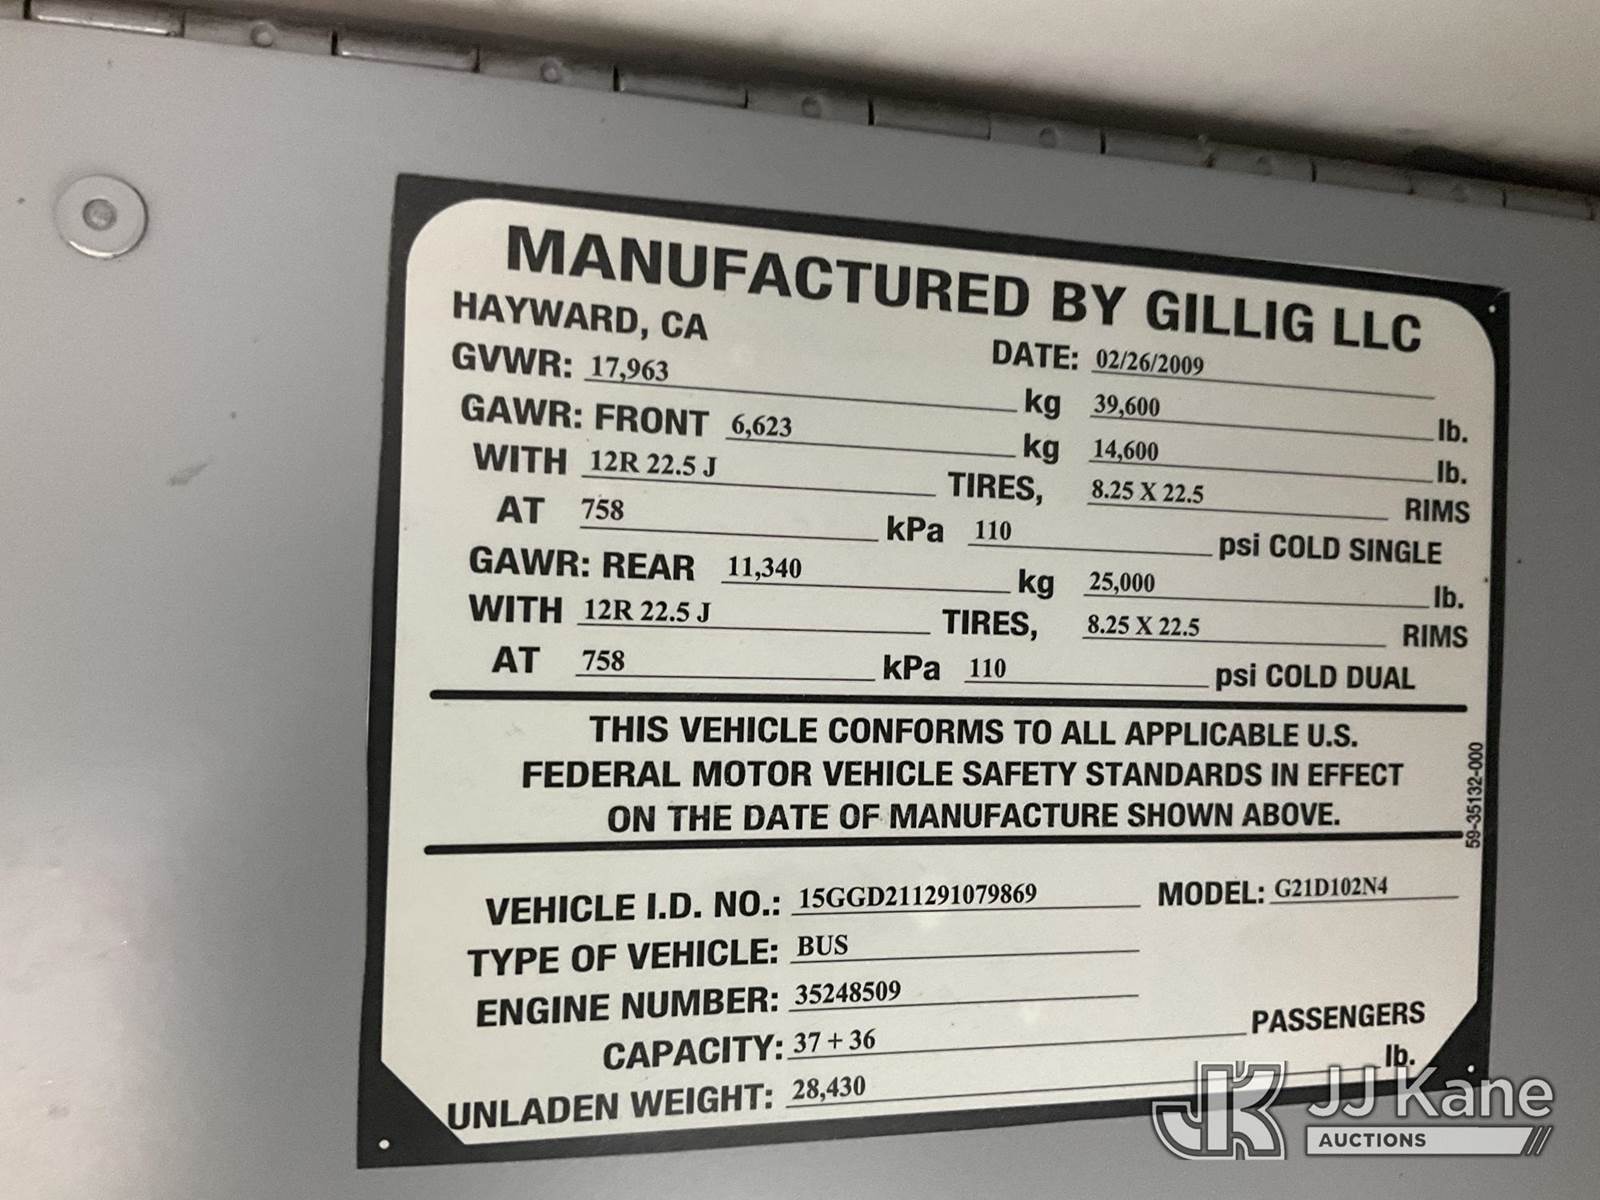 MANUFACTURED BY GILLIG LLC
HAYWARD, CA DATE: 02/26/2009
GVWR: 17,963 kg 39,600 lb.
GAWR: FRONT 6,623 kg 14,600 lb.
WITH 12R 22.5 J TIRES, 8.25 X 22.5 RIMS
AT 758 kPa 110 psi COLD SINGLE
GAWR: REAR 11,340 kg 25,000 lb.
WITH 12R 22.5 J TIRES, 8.25 X 22.5 RIMS
AT 758 kPa 110 psi COLD DUAL
THIS VEHICLE CONFORMS TO ALL APPLICABLE U.S.
FEDERAL MOTOR VEHICLE SAFETY STANDARDS IN EFFECT
ON THE DATE OF MANUFACTURE SHOWN ABOVE.
59-35132-000
VEHICLE I.D. NO.: 15GGD211291079869 MODEL: G21D102N4
TYPE OF VEHICLE: BUS
ENGINE NUMBER: 35248509
CAPACITY: 37 + 36 PASSENGERS
UNLADEN WEIGHT: 28,430 lb.
JK JJ Kane
AUCTIONS